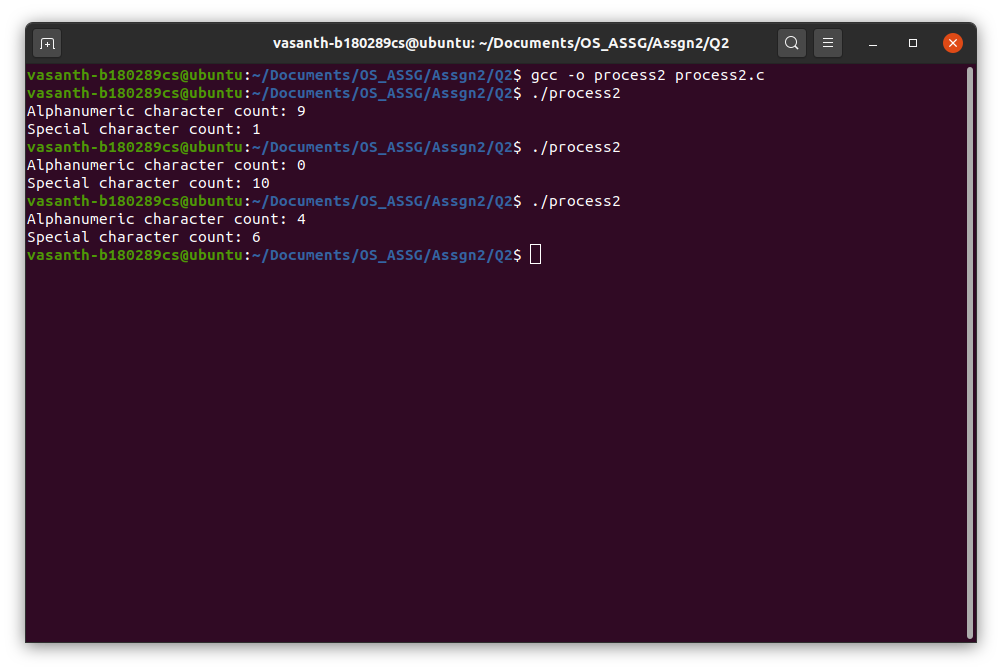 vasanth-b180289cs@ubuntu: ~/Documents/OS_ASSG/Assgn2/Q2
vasanth-b180289cs@ubuntu:~/Documents/OS_ASSG/Assgn2/Q2$ gcc -o process2 process2.c
vasanth-b180289cs@ubuntu:~/Documents/OS_ASSG/Assgn2/Q2$ ./process2
Alphanumeric character count: 9
Special character count: 1
vasanth-b180289cs@ubuntu:~/Documents/OS_ASSG/Assgn2/Q2$ ./process2
Alphanumeric character count: 0
Special character count: 10
vasanth-b180289cs@ubuntu:~/Documents/OS_ASSG/Assgn2/Q2$ ./process2
Alphanumeric character count: 4
Special character count: 6
vasanth-b180289cs@ubuntu:~/Documents/OS_ASSG/Assgn2/Q2$